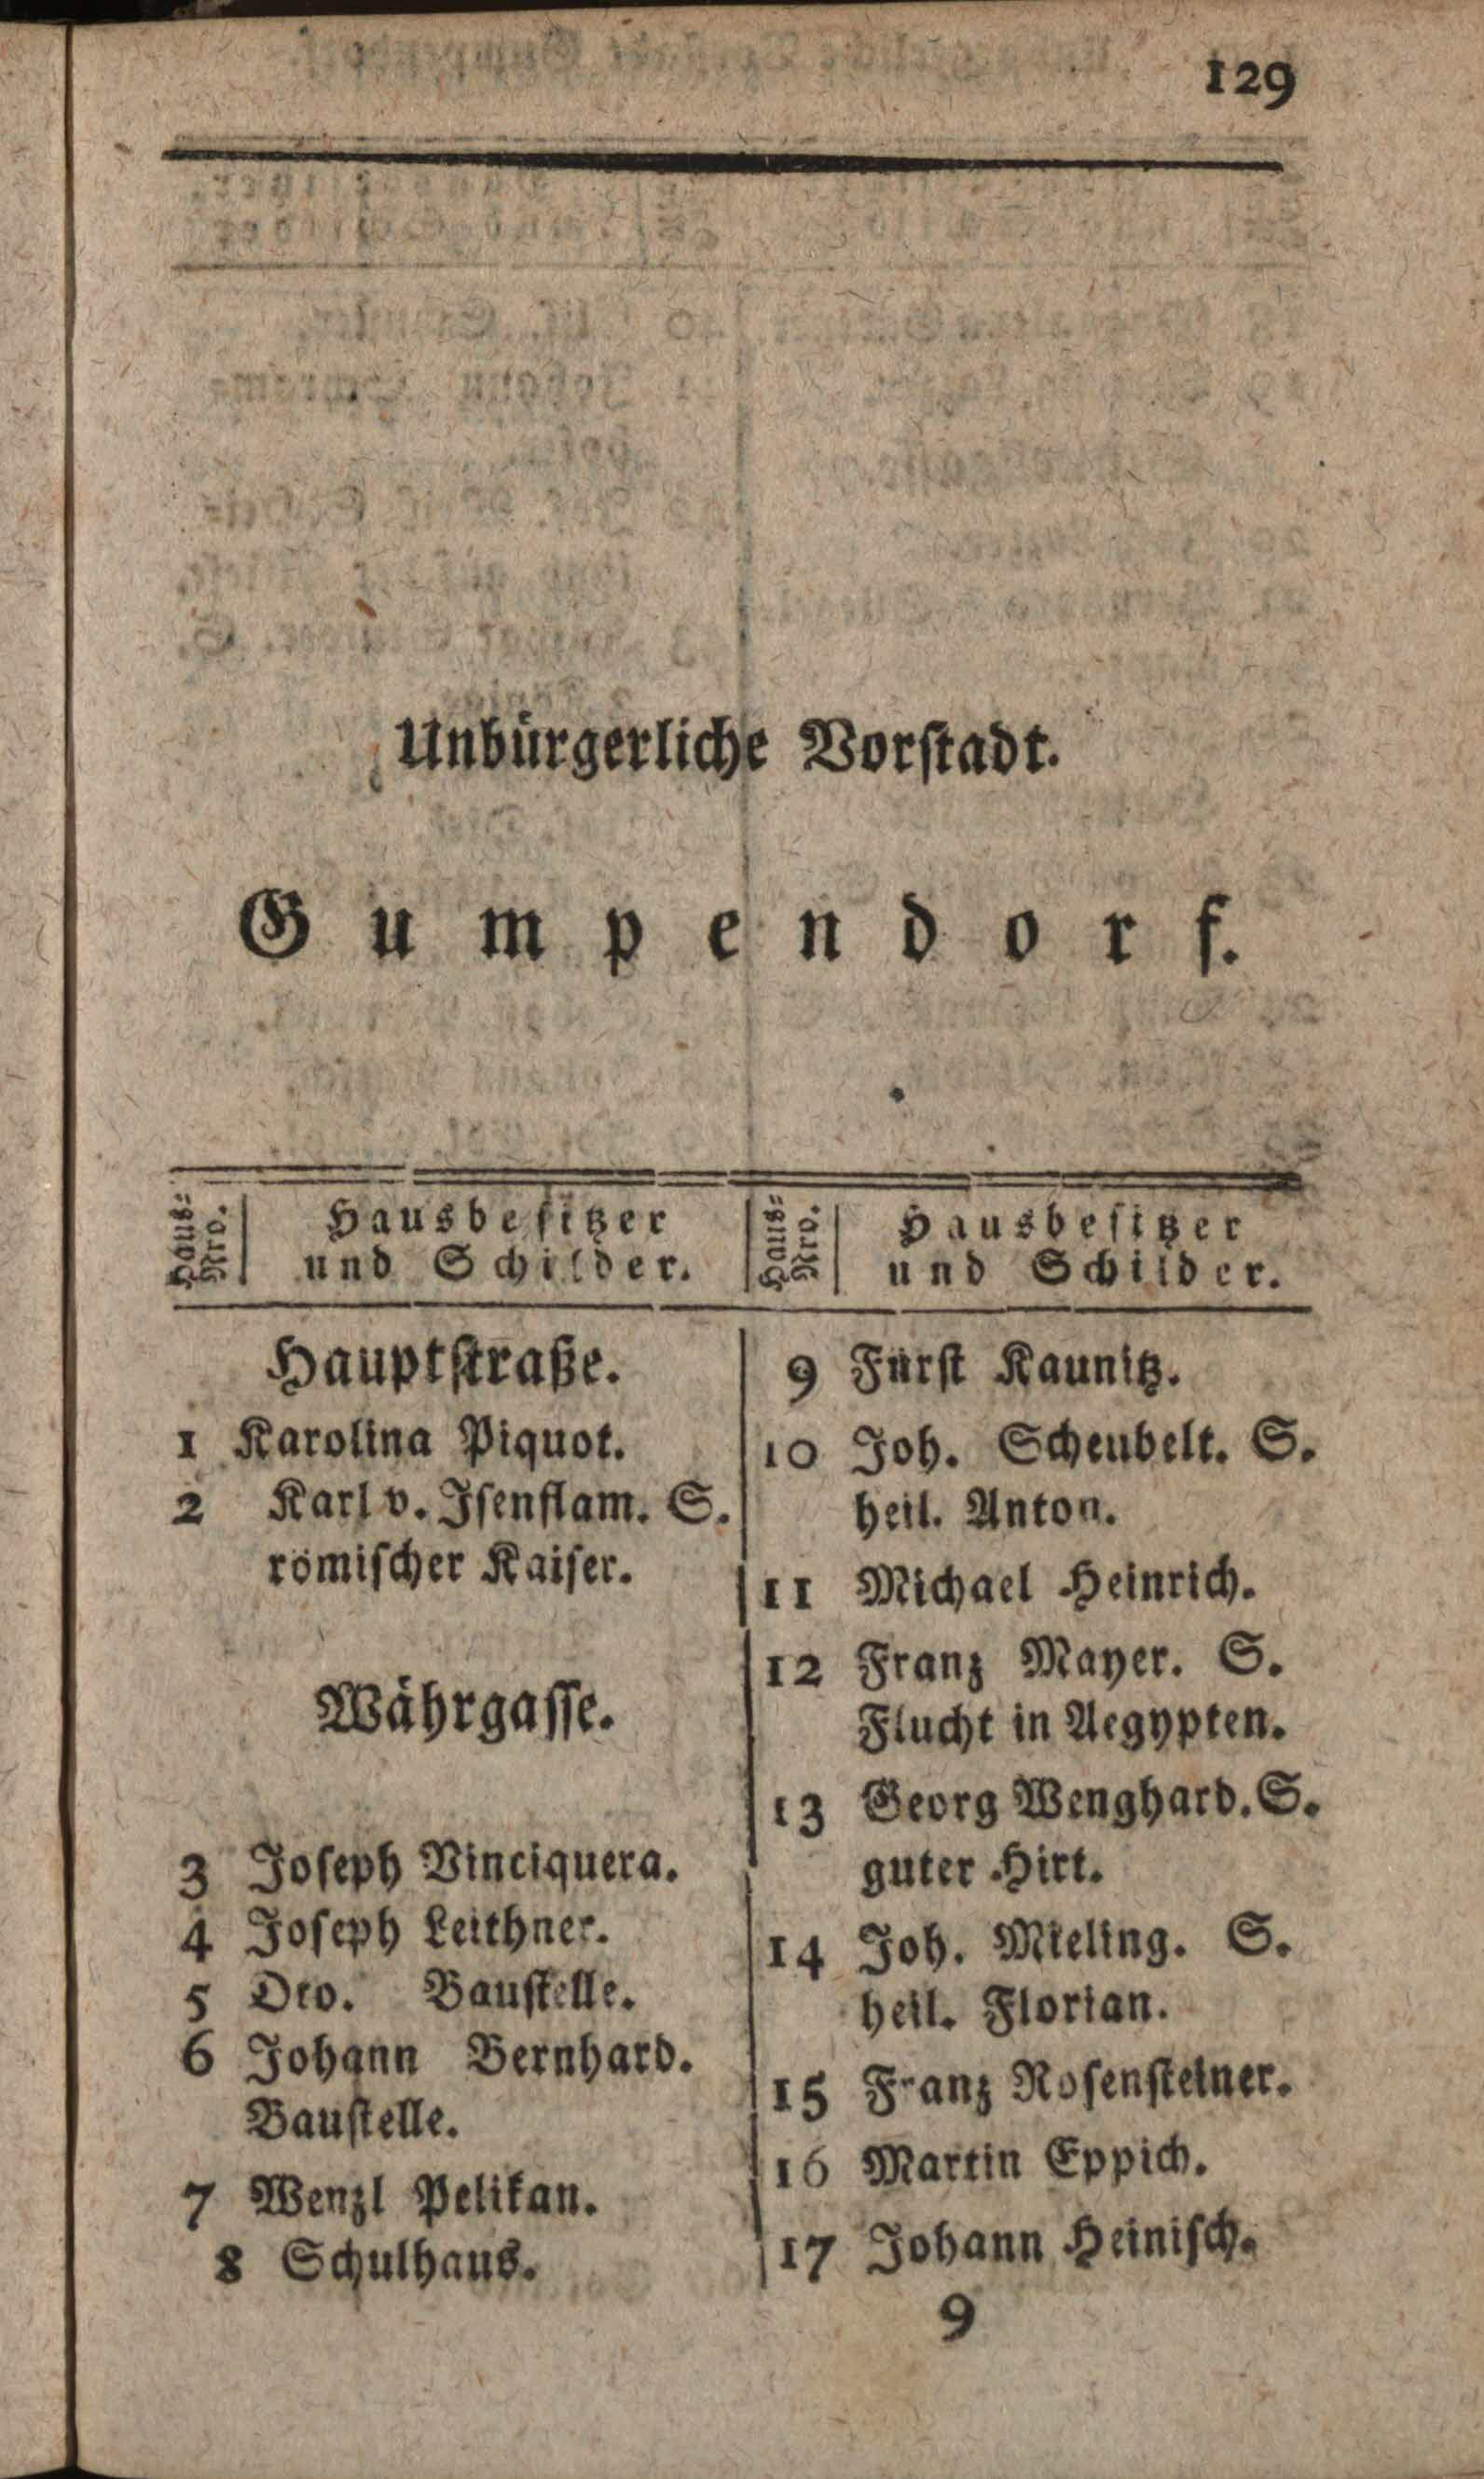 129
Unbürgerliche Vorstadt.
Gumpendorf.
Haus-
Nro.
Hausbesitzer
und Schilder.
Hauptstraße.
1 Karolina Piquot.
2 Karl v. Isenflam. S.
römischer Kaiser.
Währgasse.
3 Joseph Vinciquera.
4 Joseph Leithner.
5 Dto. Baustelle.
6 Johann Bernhard.
Baustelle.
7 Wenzl Pelikan.
8 Schulhaus.
Haus-
Nro.
Hausbesitzer
und Schilder.
9 Fürst Kaunitz.
10 Joh. Scheubelt. S.
heil. Anton.
11 Michael Heinrich.
12 Franz Mayer. S.
Flucht in Aegypten.
13 Georg Wenghard. S.
guter Hirt.
14 Joh. Mieling. S.
heil. Florian.
15 Franz Rosensteiner.
16 Martin Eppich.
17 Johann Heinisch.
9